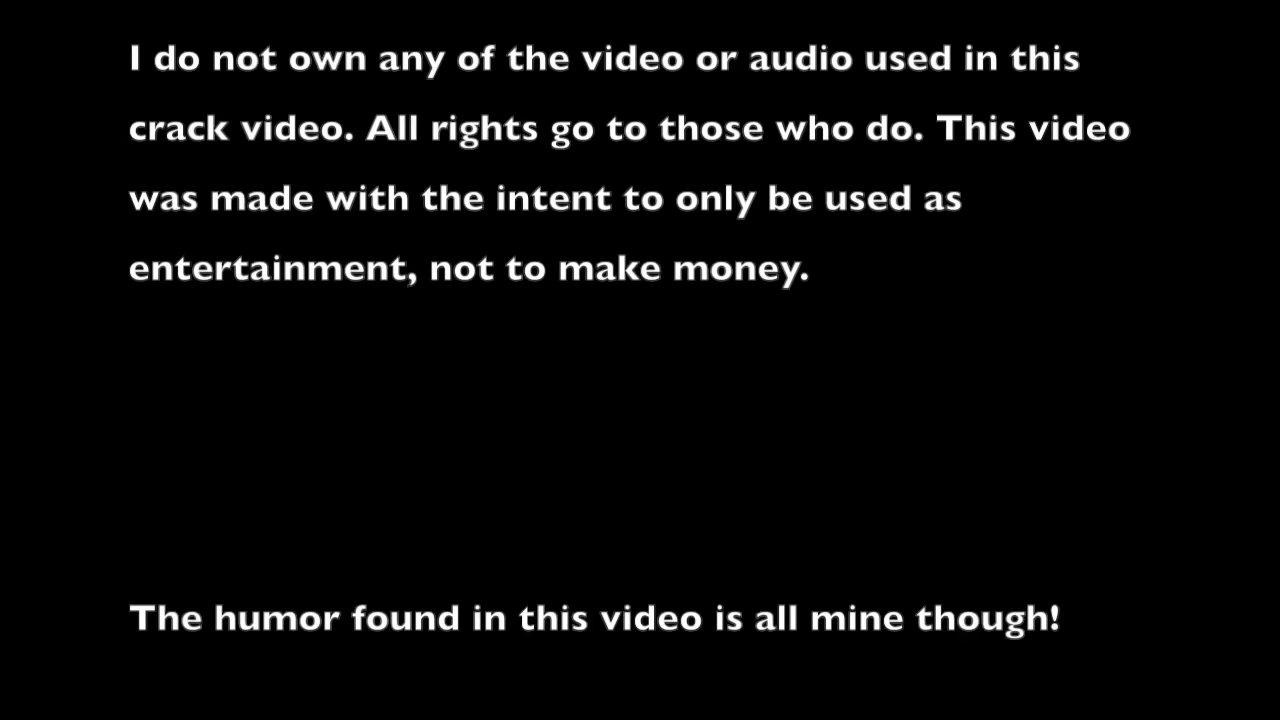 I do not own any of the video or audio used in this
crack video. All rights go to those who do. This video
was made with the intent to only be used as
entertainment, not to make money.
The humor found in this video is all mine though!